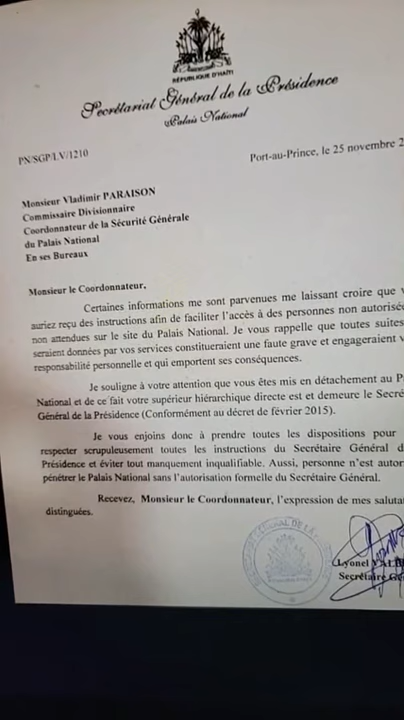 RÉPUBLIQUE D'HAÏTI
Secrétariat Général de la Présidence
Palais National
PN/SGP/LV/1210
Port-au-Prince, le 25 novembre 2
Monsieur Vladimir PARAISON
Commissaire Divisionnaire
Coordonnateur de la Sécurité Générale
du Palais National
En ses Bureaux
Monsieur le Coordonnateur,
Certaines informations me sont parvenues me laissant croire que v
auriez reçu des instructions afin de faciliter l'accès à des personnes non autorisée
non attendues sur le site du Palais National. Je vous rappelle que toutes suites
seraient données par vos services constitueraient une faute grave et engageraient v
responsabilité personnelle et qui emportent ses conséquences.
Je souligne à votre attention que vous êtes mis en détachement au P
National et de ce fait votre supérieur hiérarchique directe est et demeure le Secré
Général de la Présidence (Conformément au décret de février 2015).
Je vous enjoins donc à prendre toutes les dispositions pour
respecter scrupuleusement toutes les instructions du Secrétaire Général d
Présidence et éviter tout manquement inqualifiable. Aussi, personne n'est autor
pénétrer le Palais National sans l'autorisation formelle du Secrétaire Général.
Recevez, Monsieur le Coordonnateur, l'expression de mes salutat
distinguées.
Lyonel
Secrétaire Gé